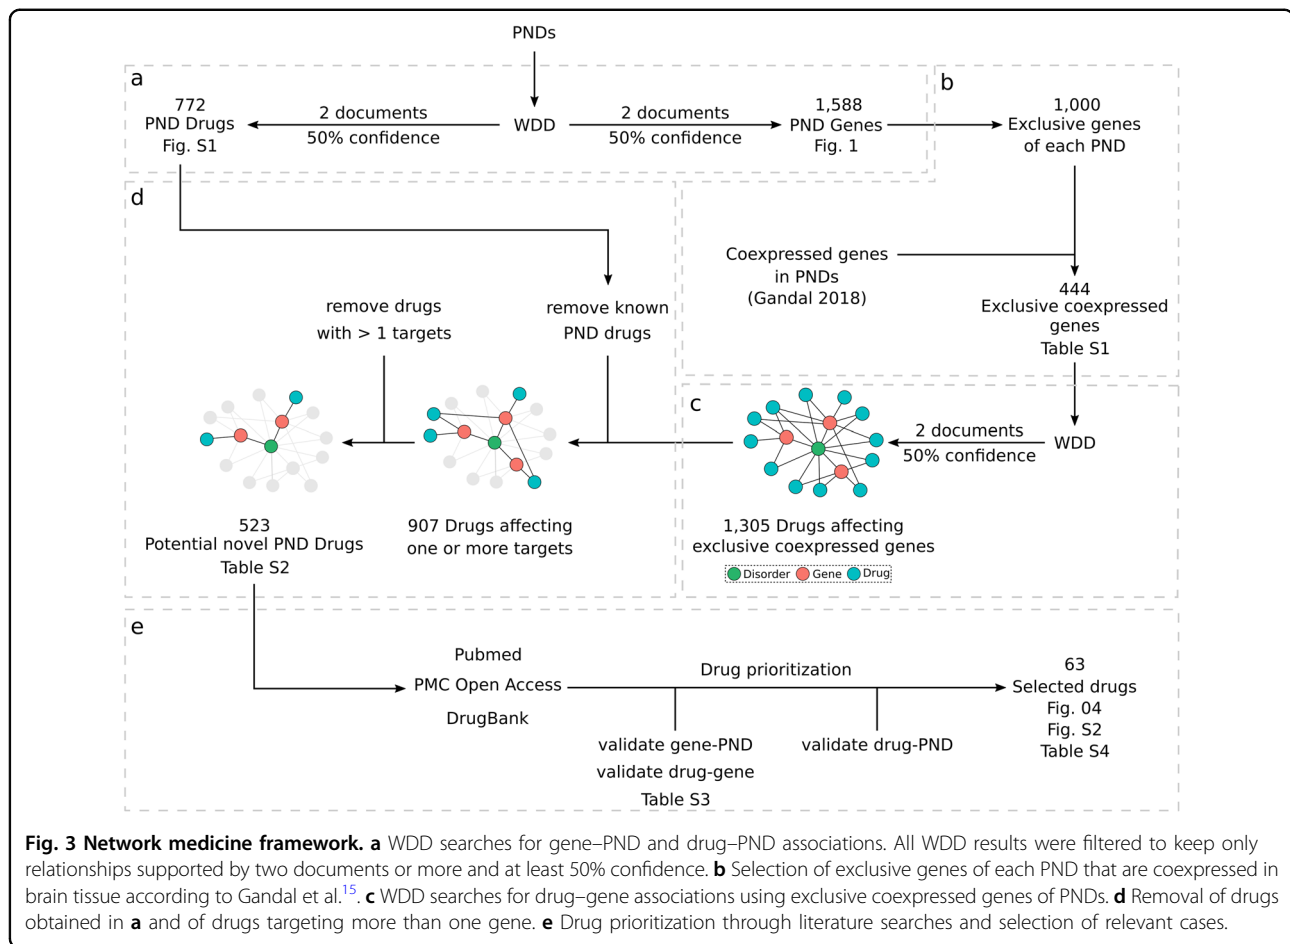 PNDs
a
772
PND Drugs
Fig. S1
2 documents
50% confidence
WDD
2 documents
50% confidence
1,588
PND Genes
Fig. 1
b
1,000
Exclusive genes
of each PND
Coexpressed genes
in PNDs
(Gandal 2018)
444
Exclusive coexpressed
genes
Table S1
d
remove drugs
with > 1 targets
remove known
PND drugs
523
Potential novel PND Drugs
Table S2
907 Drugs affecting
one or more targets
c
2 documents
50% confidence
WDD
1,305 Drugs affecting
exclusive coexpressed genes
Disorder Gene Drug
e
Pubmed
PMC Open Access
DrugBank
Drug prioritization
validate gene-PND
validate drug-gene
Table S3
validate drug-PND
63
Selected drugs
Fig. 04
Fig. S2
Table S4
Fig. 3 Network medicine framework. a WDD searches for gene–PND and drug–PND associations. All WDD results were filtered to keep only
relationships supported by two documents or more and at least 50% confidence. b Selection of exclusive genes of each PND that are coexpressed in
brain tissue according to Gandal et al.15. c WDD searches for drug–gene associations using exclusive coexpressed genes of PNDs. d Removal of drugs
obtained in a and of drugs targeting more than one gene. e Drug prioritization through literature searches and selection of relevant cases.